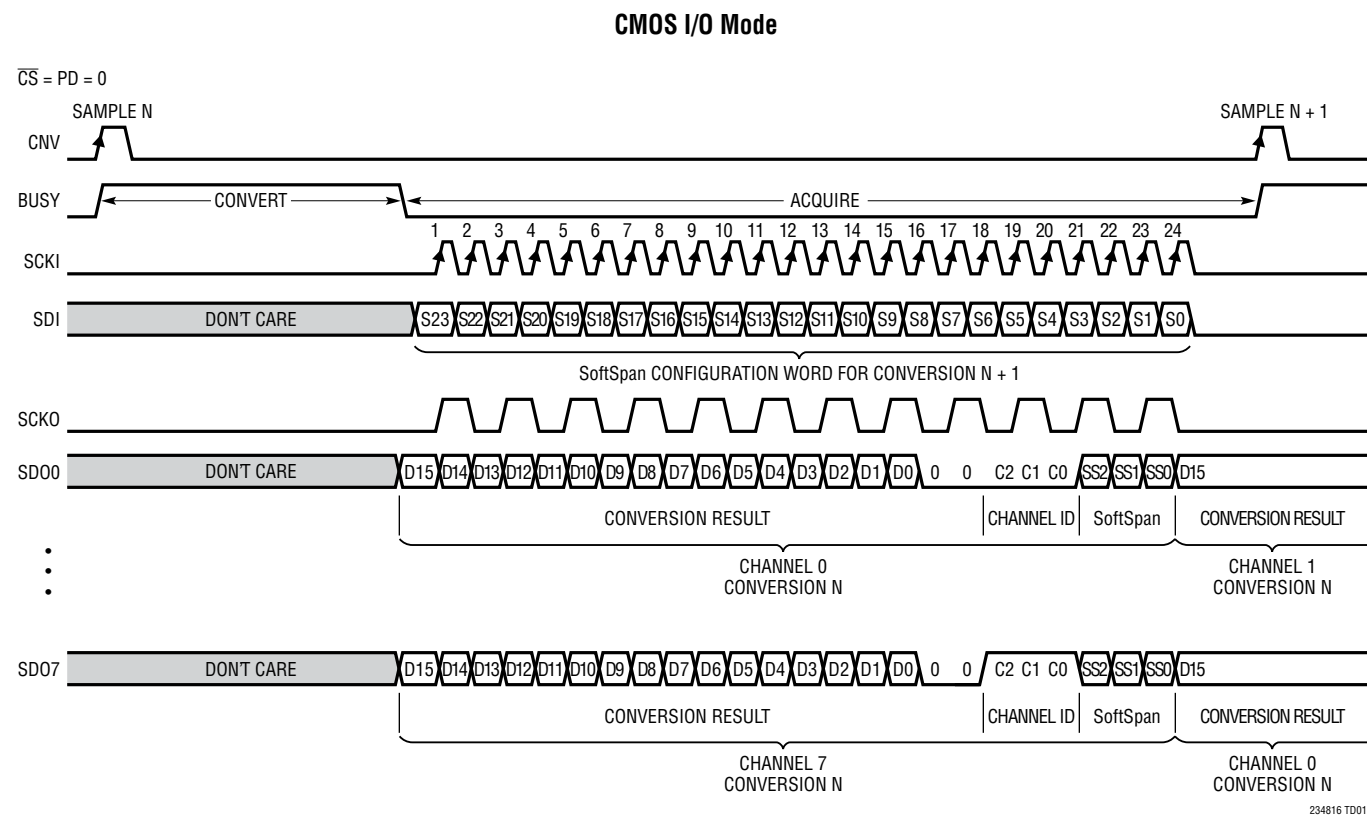 CMOS I/O Mode
CS = PD = 0
SAMPLE N SAMPLE N + 1
CNV
BUSY CONVERT ACQUIRE
1 2 3 4 5 6 7 8 9 10 11 12 13 14 15 16 17 18 19 20 21 22 23 24
SCKI
SDI DON'T CARE S23 S22 S21 S20 S19 S18 S17 S16 S15 S14 S13 S12 S11 S10 S9 S8 S7 S6 S5 S4 S3 S2 S1 S0
SoftSpan CONFIGURATION WORD FOR CONVERSION N + 1
SCKO
SDO0 DON'T CARE D15 D14 D13 D12 D11 D10 D9 D8 D7 D6 D5 D4 D3 D2 D1 D0 0 0 C2 C1 C0 SS2 SS1 SS0 D15
CONVERSION RESULT CHANNEL ID SoftSpan CONVERSION RESULT
CHANNEL 0 CHANNEL 1
CONVERSION N CONVERSION N
SDO7 DON'T CARE D15 D14 D13 D12 D11 D10 D9 D8 D7 D6 D5 D4 D3 D2 D1 D0 0 0 C2 C1 C0 SS2 SS1 SS0 D15
CONVERSION RESULT CHANNEL ID SoftSpan CONVERSION RESULT
CHANNEL 7 CHANNEL 0
CONVERSION N CONVERSION N
234816 TD01